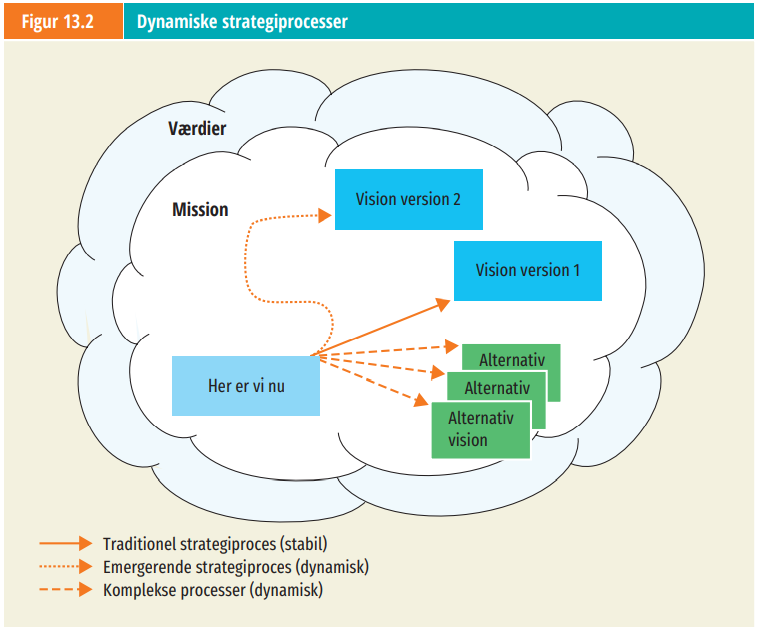 Figur 13.2
Dynamiske strategiprocesser
Værdier
Mission
Vision version 2
Vision version 1
Her er vi nu
Alternativ
Alternativ
Alternativ
vision
Traditionel strategiproces (stabil)
Emergerende strategiproces (dynamisk)
Komplekse processer (dynamisk)